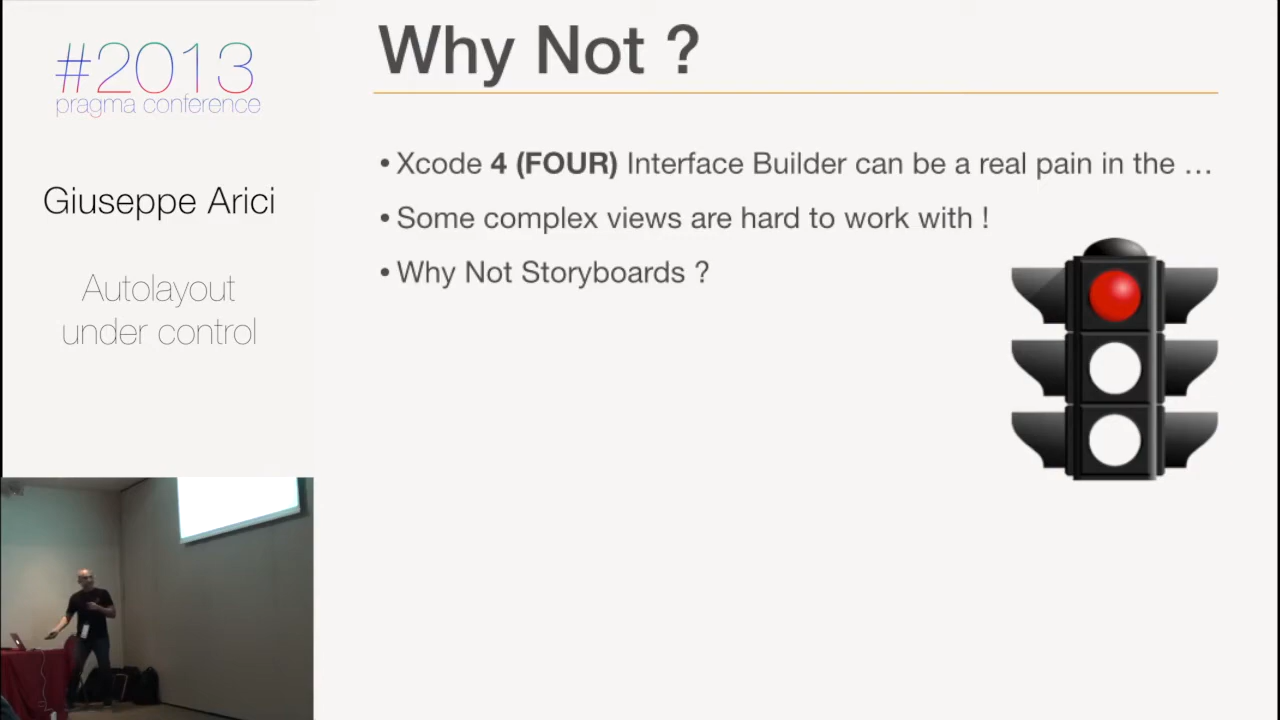 #2013
pragma conference
Giuseppe Arici
Autolayout
under control
Why Not ?
• Xcode 4 (FOUR) Interface Builder can be a real pain in the …
• Some complex views are hard to work with !
• Why Not Storyboards ?